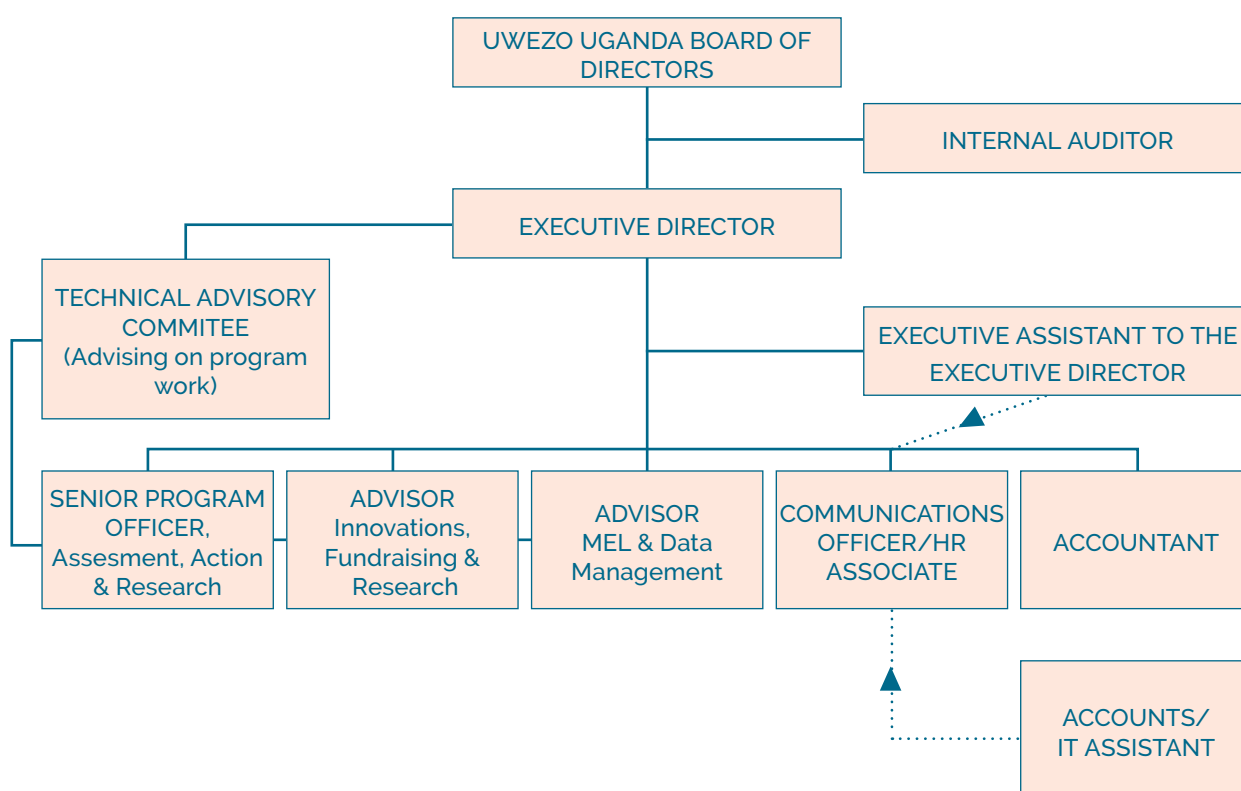 UWEZO UGANDA BOARD OF
DIRECTORS
INTERNAL AUDITOR
EXECUTIVE DIRECTOR
TECHNICAL ADVISORY
COMMITEE
(Advising on program
work)
EXECUTIVE ASSISTANT TO THE
EXECUTIVE DIRECTOR
SENIOR PROGRAM
OFFICER,
Assesment, Action
& Research
ADVISOR
Innovations,
Fundraising &
Research
ADVISOR
MEL & Data
Management
COMMUNICATIONS
OFFICER/HR
ASSOCIATE
ACCOUNTANT
ACCOUNTS/
IT ASSISTANT